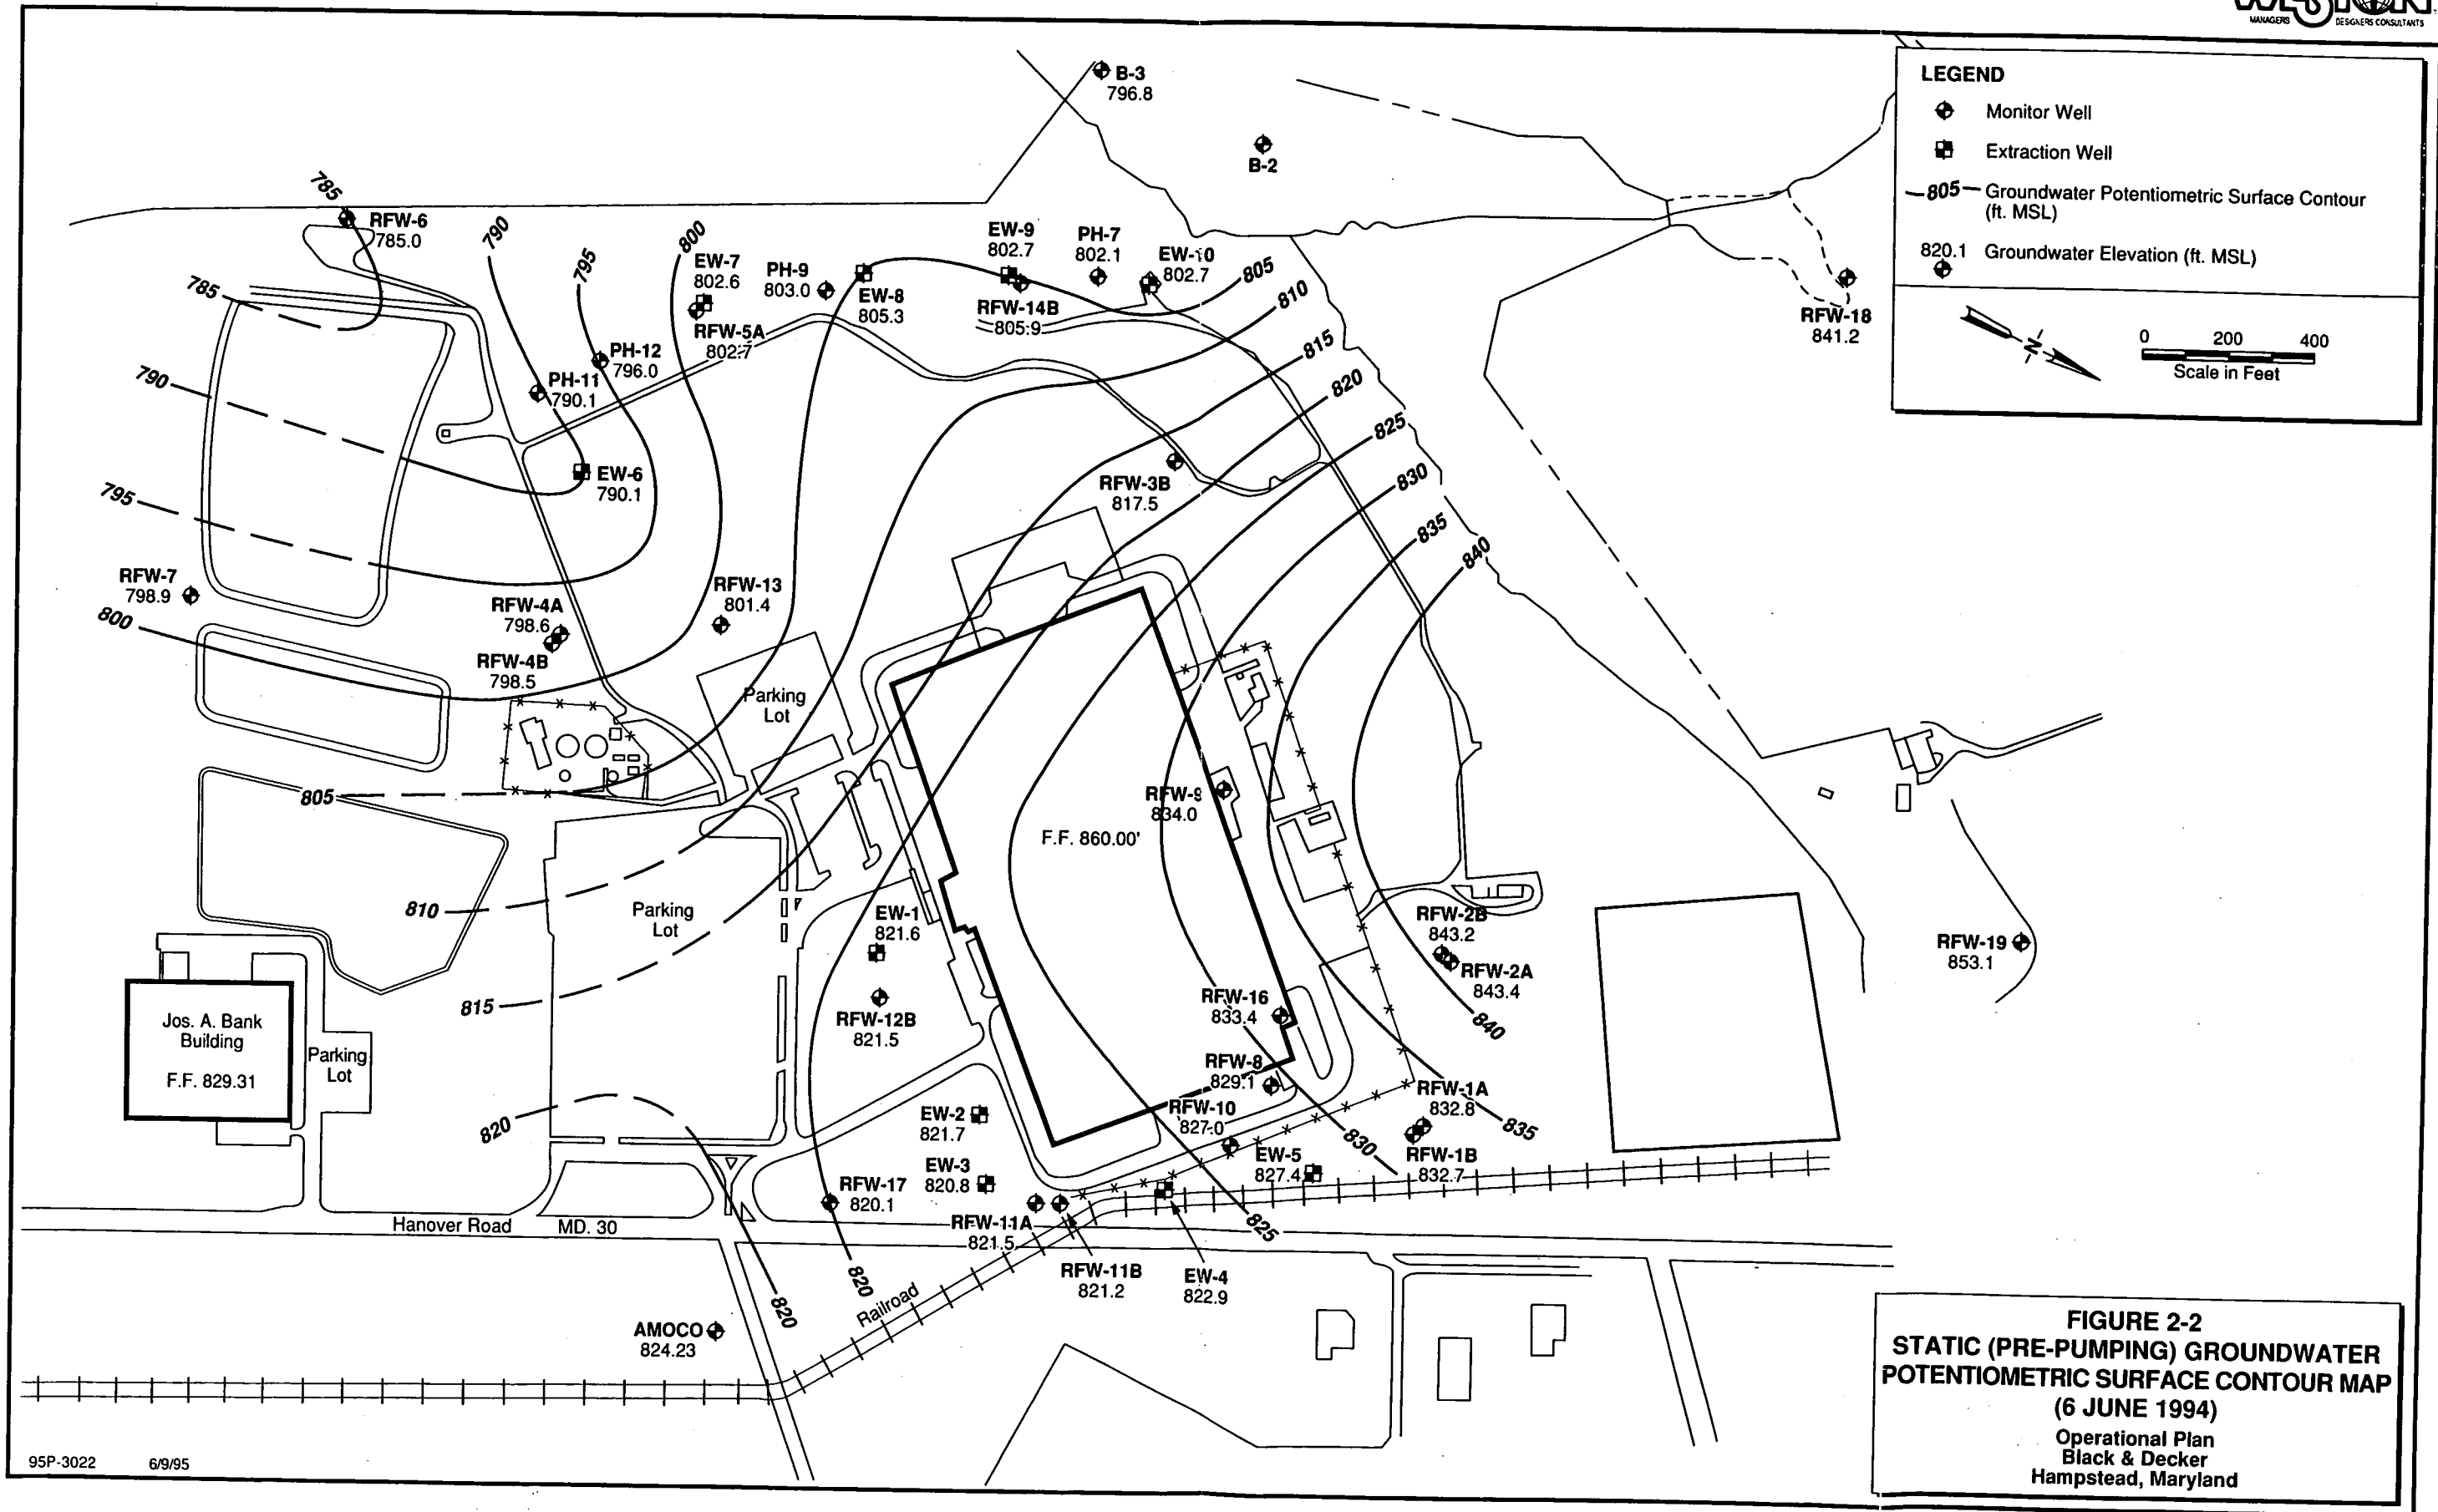 WESTON
MANAGERS DESIGNERS CONSULTANTS
LEGEND
Monitor Well
Extraction Well
805 Groundwater Potentiometric Surface Contour
(ft. MSL)
820.1 Groundwater Elevation (ft. MSL)
N
0 200 400
Scale in Feet
B-3
796.8
B-2
785
RFW-6
785.0
790
795
800
EW-7
802.6
PH-9
803.0
EW-8
805.3
EW-9
802.7
PH-7
802.1
EW-10
802.7
805
810
RFW-14B
805.9
RFW-5A
802.7
RFW-18
841.2
785
815
820
825
830
835
840
PH-12
796.0
PH-11
790.1
790
EW-6
790.1
795
RFW-3B
817.5
RFW-7
798.9
800
RFW-4A
798.6
RFW-4B
798.5
RFW-13
801.4
Parking
Lot
805
RFW-9
834.0
F.F. 860.00'
810
Parking
Lot
EW-1
821.6
RFW-2B
843.2
RFW-2A
843.4
RFW-19
853.1
815
RFW-12B
821.5
RFW-16
833.4
840
Jos. A. Bank
Building
F.F. 829.31
Parking
Lot
RFW-8
829.1
RFW-1A
832.8
820
EW-2
821.7
RFW-10
827.0
830
835
EW-5
827.4
RFW-1B
832.7
EW-3
820.8
RFW-17
820.1
Hanover Road MD. 30
RFW-11A
821.5
825
RFW-11B
821.2
EW-4
822.9
820
820
Railroad
AMOCO
824.23
FIGURE 2-2
STATIC (PRE-PUMPING) GROUNDWATER
POTENTIOMETRIC SURFACE CONTOUR MAP
(6 JUNE 1994)
Operational Plan
Black & Decker
Hampstead, Maryland
95P-3022 6/9/95